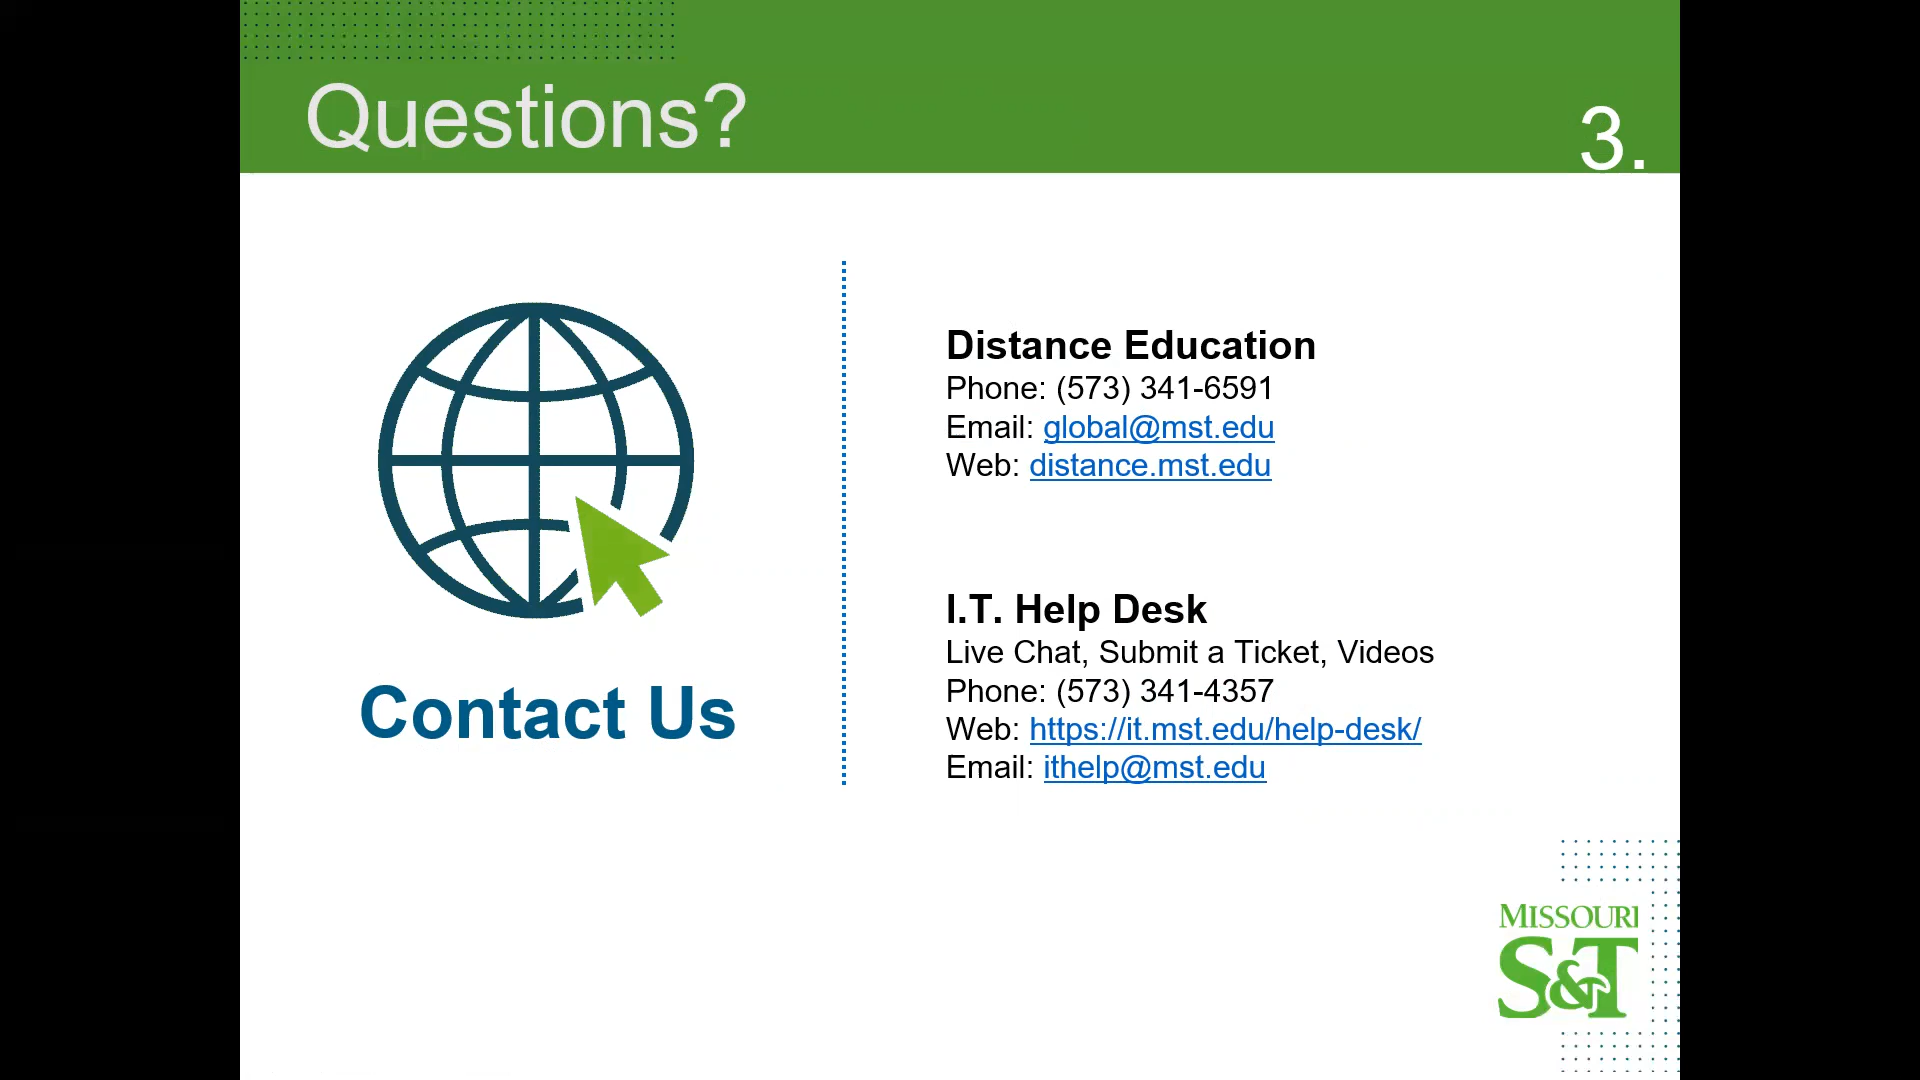 Questions?
3.
Contact Us
Distance Education
Phone: (573) 341-6591
Email: global@mst.edu
Web: distance.mst.edu
I.T. Help Desk
Live Chat, Submit a Ticket, Videos
Phone: (573) 341-4357
Web: https://it.mst.edu/help-desk/
Email: ithelp@mst.edu
MISSOURI
S&T